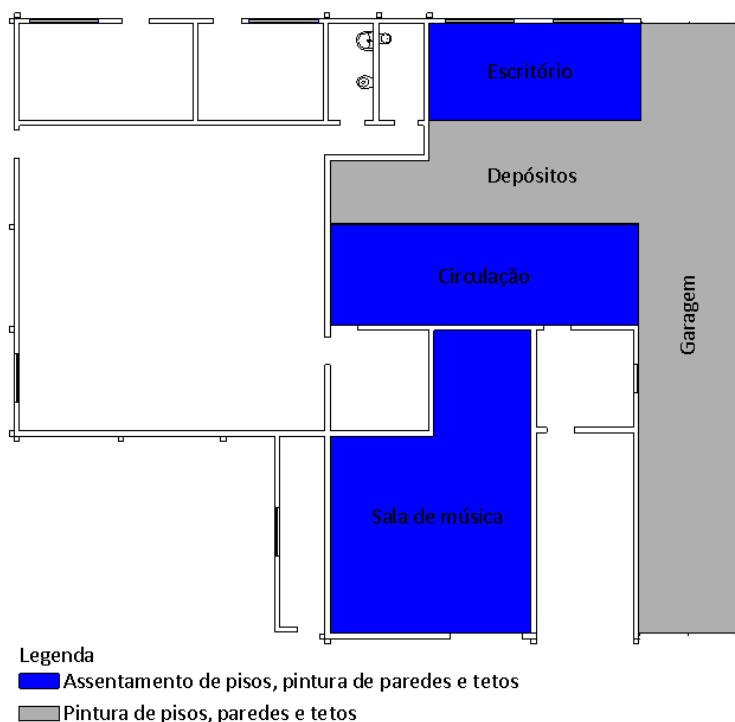 Escritório
Depósitos
Circulação
Garagem
Sala de música
Legenda
Assentamento de pisos, pintura de paredes e tetos
Pintura de pisos, paredes e tetos